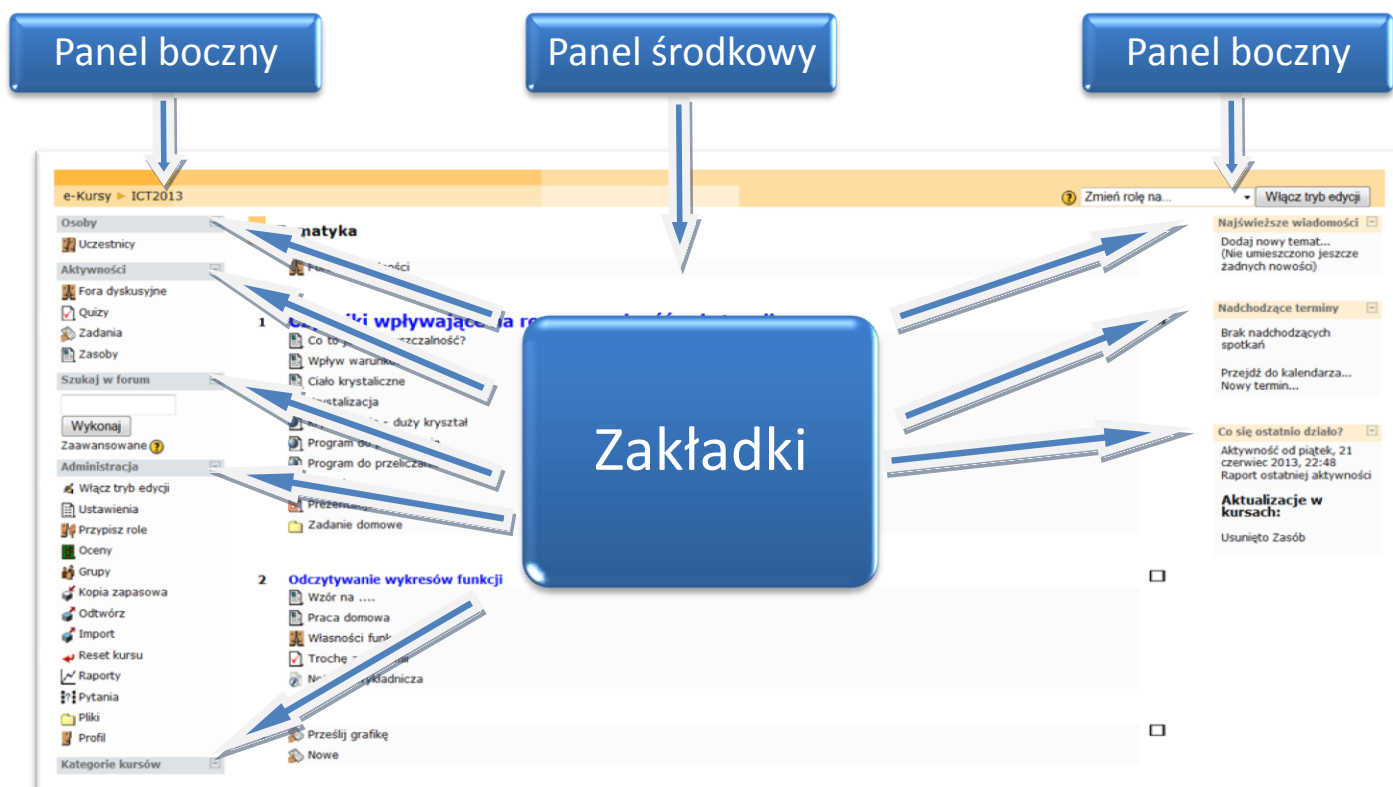 Panel boczny
Panel środkowy
Panel boczny
e-Kursy ► ICT2013
Zmień rolę na...
Włącz tryb edycji
Osoby
Uczestnicy
Aktywności
Fora dyskusyjne
Quizy
Zadania
Zasoby
Szukaj w forum
Wykonaj
Zaawansowane
Administracja
Włącz tryb edycji
Ustawienia
Przypisz role
Oceny
Grupy
Kopia zapasowa
Odtwórz
Import
Reset kursu
Raporty
Pytania
Pliki
Profil
Kategorie kursów
1
wpływające
Co to
Wpływ
Ciało krystaliczne
- duży kryształ
Program do
Program do
Zadanie domowe
2 Odczytywanie wykresów funkcji
Wzór na ....
Praca domowa
Własności
Trochę
Prześlij grafikę
Nowe
Zakładki
Najświeższe wiadomości
Dodaj nowy temat...
(Nie umieszczono jeszcze
żadnych nowości)
Nadchodzące terminy
Brak nadchodzących
spotkań
Przejdź do kalendarza...
Nowy termin...
Co się ostatnio działo?
Aktywność od piątek, 21
czerwiec 2013, 22:48
Raport ostatniej aktywności
Aktualizacje w
kursach:
Usunięto Zasób